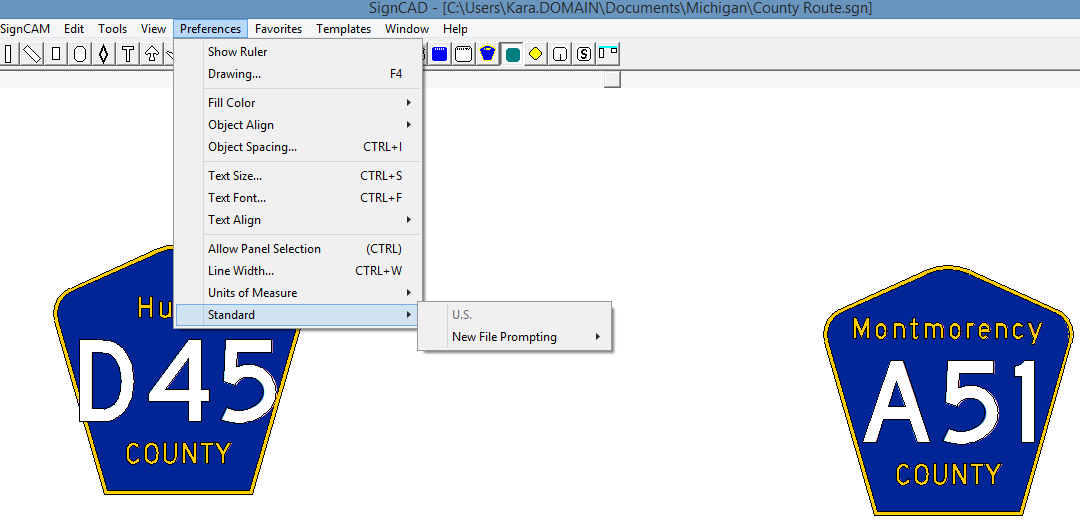 SignCAD - [C:\Users\Kara.DOMAIN\Documents\Michigan\County Route.sgn]
SignCAM Edit Tools View Preferences Favorites Templates Window Help
Show Ruler
Drawing... F4
Fill Color
Object Align
Object Spacing... CTRL+I
Text Size... CTRL+S
Text Font... CTRL+F
Text Align
Allow Panel Selection (CTRL)
Line Width... CTRL+W
Units of Measure
Standard
U.S.
New File Prompting
Hu
D45
COUNTY
Montmorency
A51
COUNTY